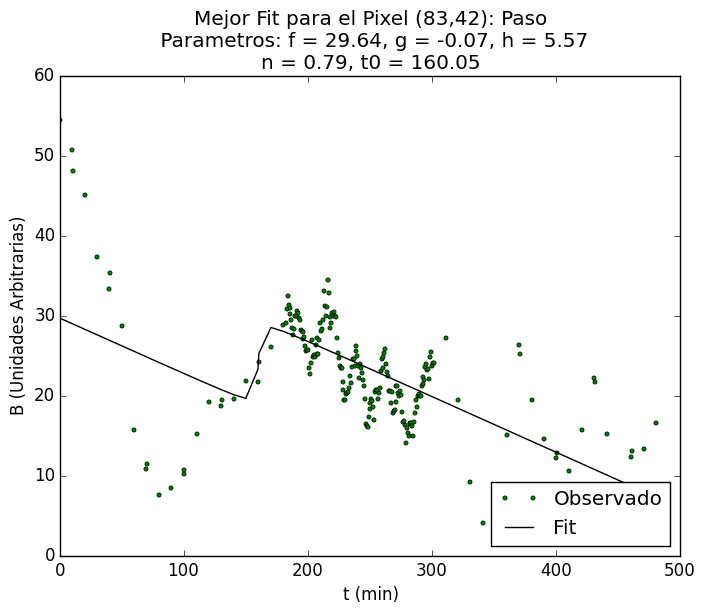 Mejor Fit para el Pixel (83,42): Paso
Parametros: f = 29.64, g = -0.07, h = 5.57
n = 0.79, t0 = 160.05
60
50
40
30
20
10
0
B (Unidades Arbitrarias)
Observado
Fit
0 100 200 300 400 500
t (min)